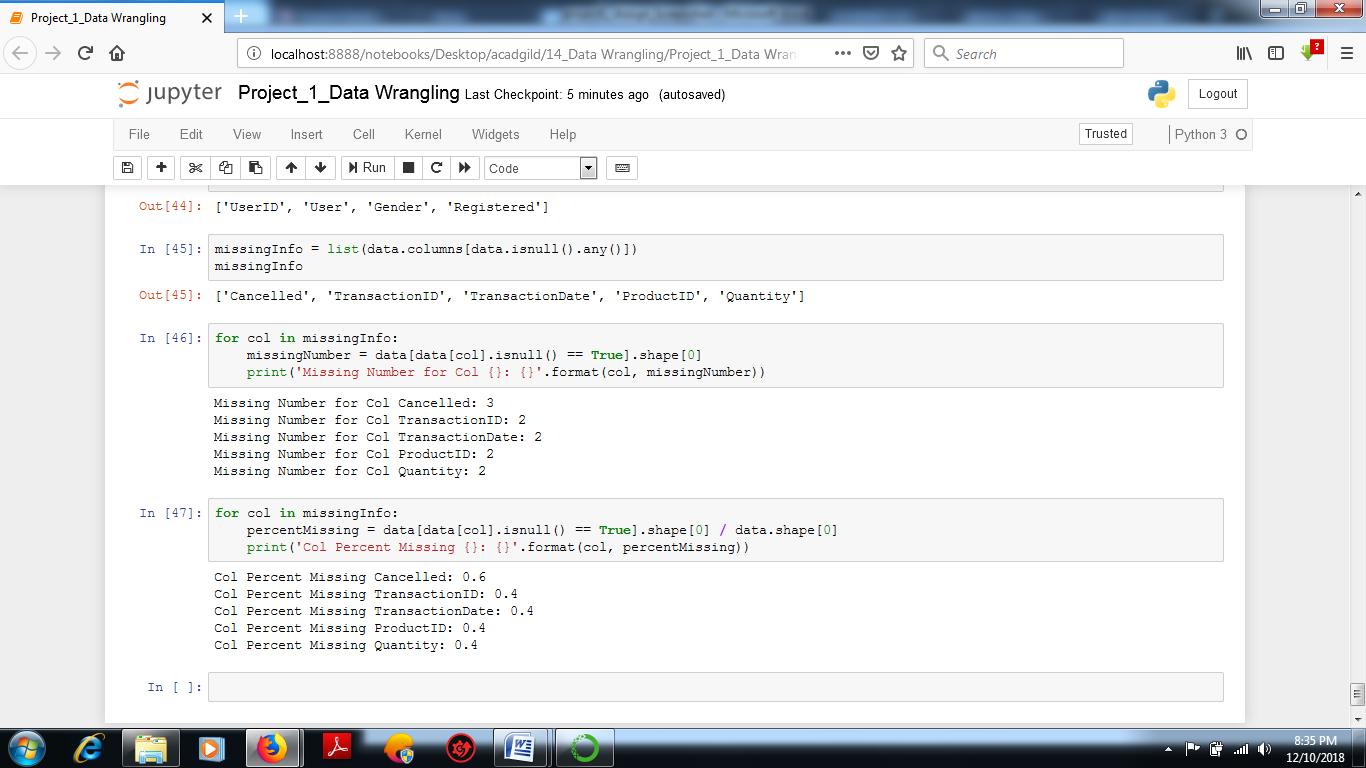 Project_1_Data Wrangling
localhost:8888/notebooks/Desktop/acadgild/14_Data Wrangling/Project_1_Data Wran
Search
?
jupyter Project_1_Data Wrangling Last Checkpoint: 5 minutes ago (autosaved)
Logout
File Edit View Insert Cell Kernel Widgets Help
Trusted
Python 3
Run
Code
Out[44]: ['UserID', 'User', 'Gender', 'Registered']
In [45]: missingInfo = list(data.columns[data.isnull().any()])
missingInfo
Out[45]: ['Cancelled', 'TransactionID', 'TransactionDate', 'ProductID', 'Quantity']
In [46]: for col in missingInfo:
    missingNumber = data[data[col].isnull() == True].shape[0]
    print('Missing Number for Col {}: {}'.format(col, missingNumber))
Missing Number for Col Cancelled: 3
Missing Number for Col TransactionID: 2
Missing Number for Col TransactionDate: 2
Missing Number for Col ProductID: 2
Missing Number for Col Quantity: 2
In [47]: for col in missingInfo:
    percentMissing = data[data[col].isnull() == True].shape[0] / data.shape[0]
    print('Col Percent Missing {}: {}'.format(col, percentMissing))
Col Percent Missing Cancelled: 0.6
Col Percent Missing TransactionID: 0.4
Col Percent Missing TransactionDate: 0.4
Col Percent Missing ProductID: 0.4
Col Percent Missing Quantity: 0.4
In [ ]:
8:35 PM
12/10/2018